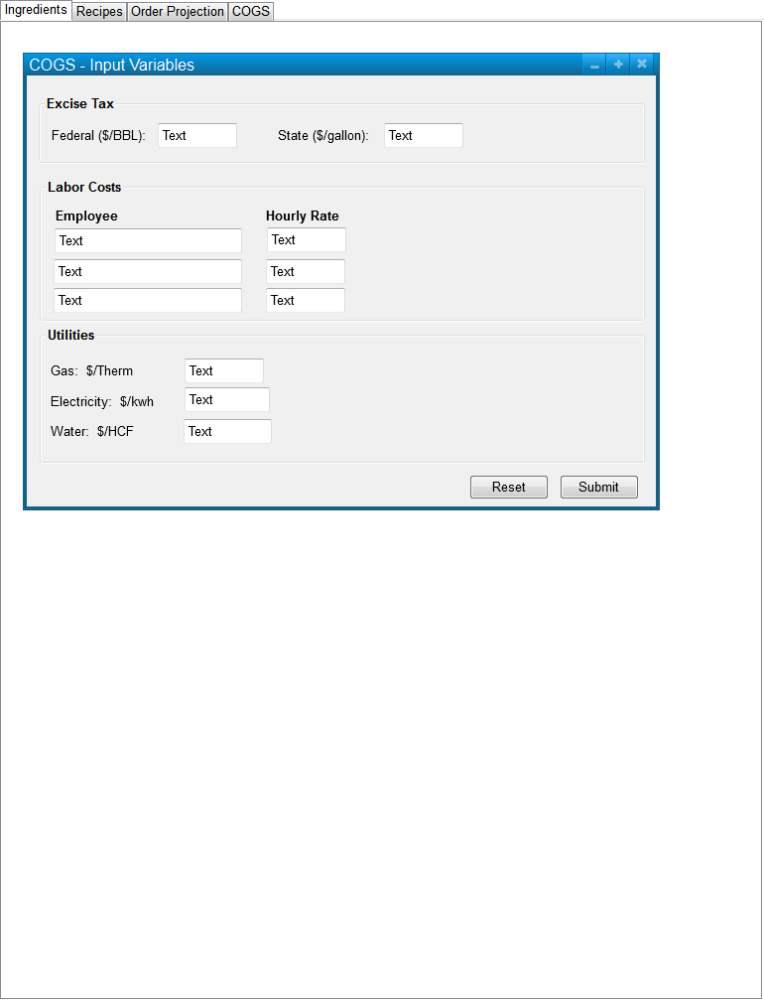 Ingredients Recipes Order Projection COGS
COGS - Input Variables
Excise Tax
Federal ($/BBL): Text State ($/gallon): Text
Labor Costs
Employee Hourly Rate
Text Text
Text Text
Text Text
Utilities
Gas: $/Therm Text
Electricity: $/kwh Text
Water: $/HCF Text
Reset Submit